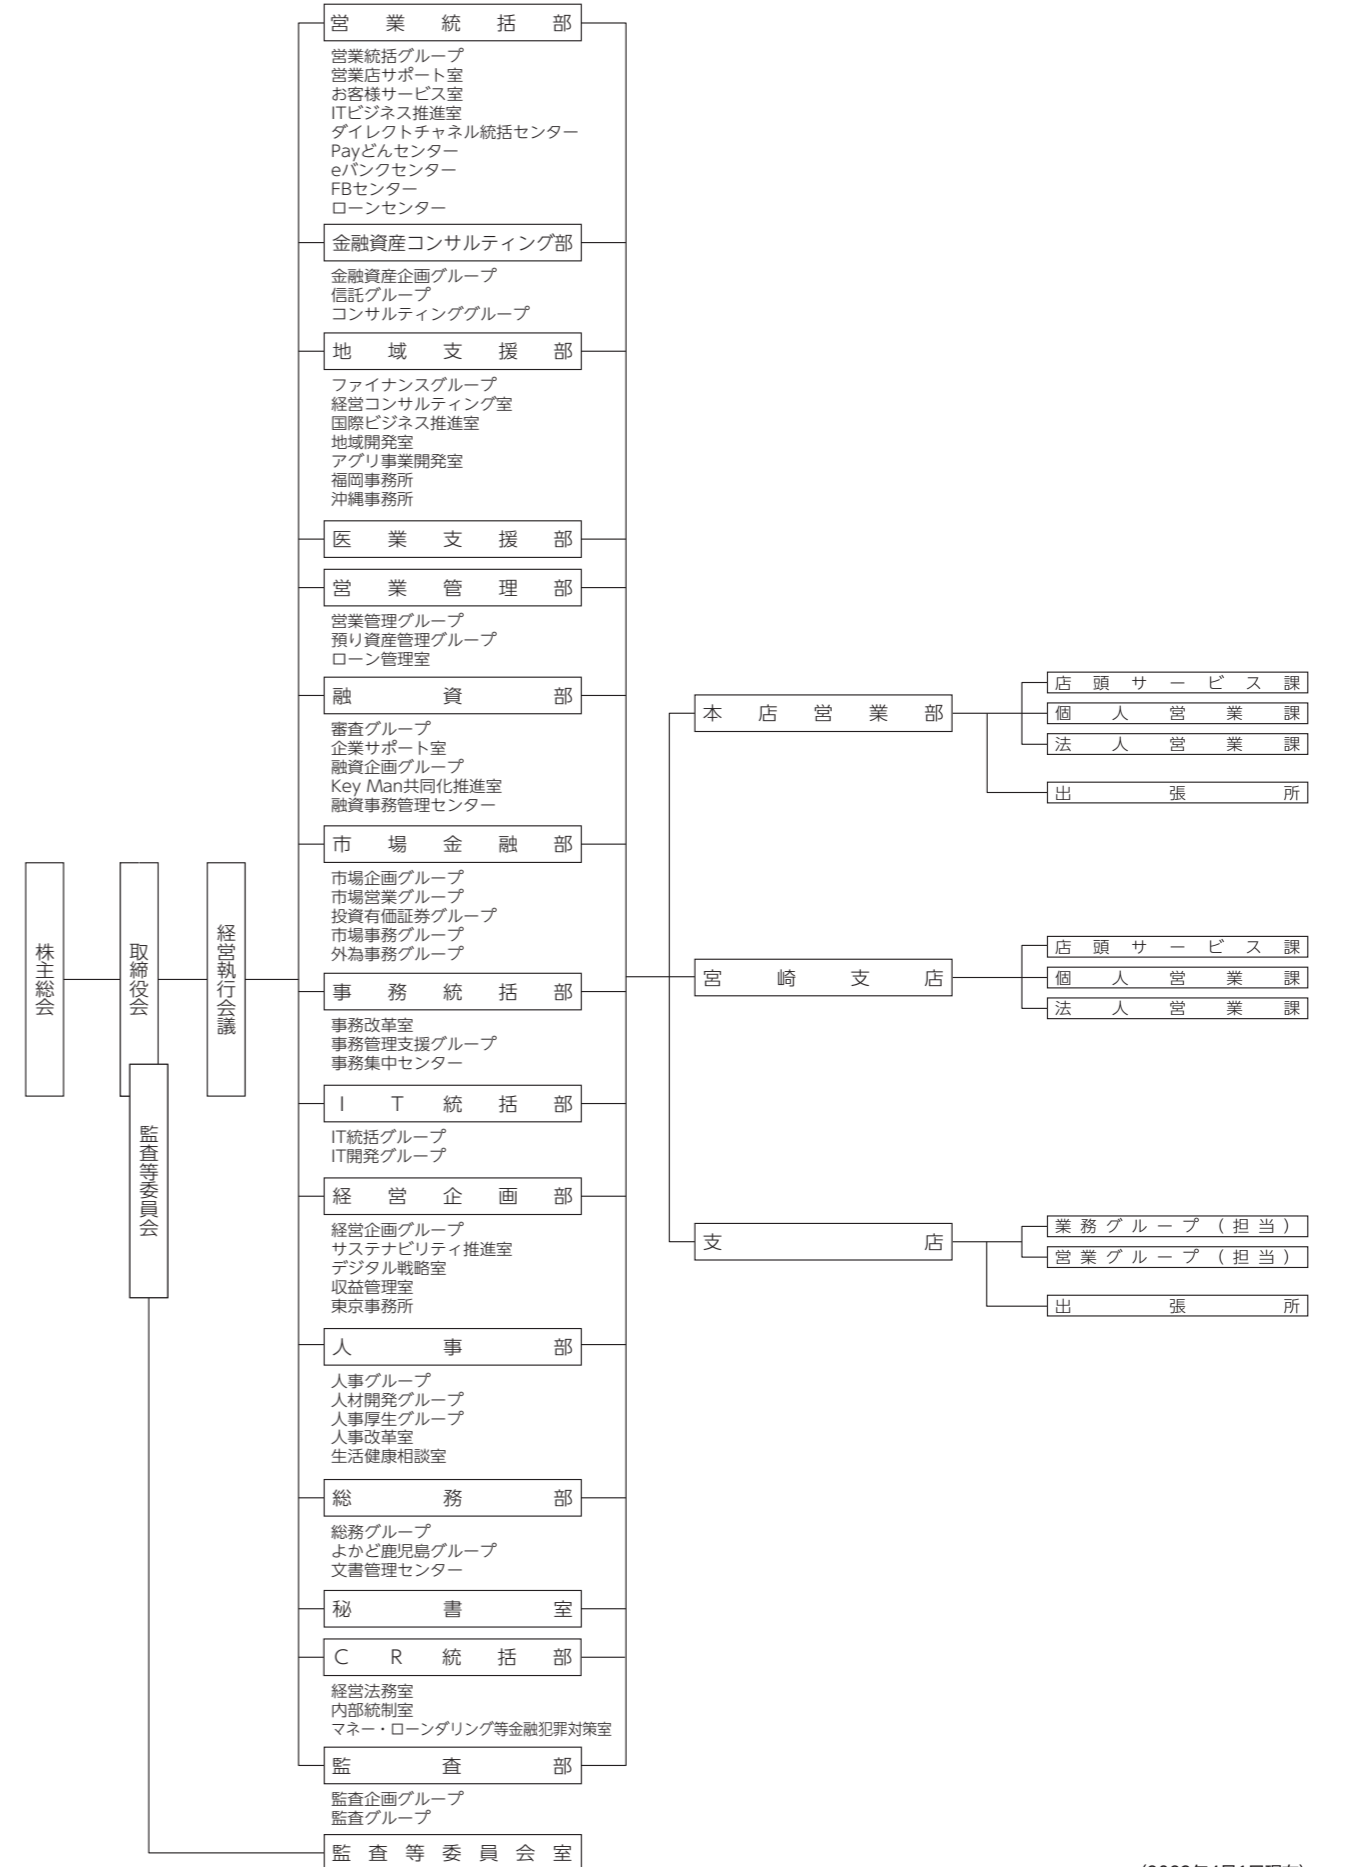 株主総会
取締役会
監査等委員会
経営執行会議
営業統括部
営業統括グループ
営業店サポート室
お客様サービス室
ITビジネス推進室
ダイレクトチャネル統括センター
Payどんセンター
eバンクセンター
FBセンター
ローンセンター
金融資産コンサルティング部
金融資産企画グループ
信託グループ
コンサルティンググループ
地域支援部
ファイナンスグループ
経営コンサルティング室
国際ビジネス推進室
地域開発室
アグリ事業開発室
福岡事務所
沖縄事務所
医業支援部
営業管理部
営業管理グループ
預り資産管理グループ
ローン管理室
融資部
審査グループ
企業サポート室
融資企画グループ
Key Man共同化推進室
融資事務管理センター
市場金融部
市場企画グループ
市場営業グループ
投資有価証券グループ
市場事務グループ
外為事務グループ
事務統括部
事務改革室
事務管理支援グループ
事務集中センター
IT統括部
IT統括グループ
IT開発グループ
経営企画部
経営企画グループ
サステナビリティ推進室
デジタル戦略室
収益管理室
東京事務所
人事部
人事グループ
人材開発グループ
人事厚生グループ
人事改革室
生活健康相談室
総務部
総務グループ
よかど鹿児島グループ
文書管理センター
秘書室
CR統括部
経営法務室
内部統制室
マネー・ローンダリング等金融犯罪対策室
監査部
監査企画グループ
監査グループ
監査等委員会室
本店営業部
店頭サービス課
個人営業課
法人営業課
出張所
宮崎支店
店頭サービス課
個人営業課
法人営業課
支店
業務グループ(担当)
営業グループ(担当)
出張所